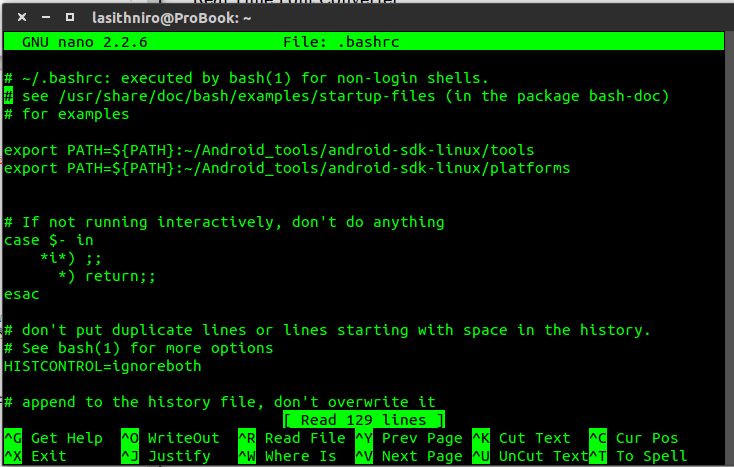 Real Time Font Converter
lasithniro@ProBook: ~
GNU nano 2.2.6 File: .bashrc
# ~/.bashrc: executed by bash(1) for non-login shells.
# see /usr/share/doc/bash/examples/startup-files (in the package bash-doc)
# for examples
export PATH=${PATH}:~/Android_tools/android-sdk-linux/tools
export PATH=${PATH}:~/Android_tools/android-sdk-linux/platforms
# If not running interactively, don't do anything
case $- in
    *i*) ;;
      *) return;;
esac
# don't put duplicate lines or lines starting with space in the history.
# See bash(1) for more options
HISTCONTROL=ignoreboth
# append to the history file, don't overwrite it
[ Read 129 lines ]
^G Get Help ^O WriteOut ^R Read File ^Y Prev Page ^K Cut Text ^C Cur Pos
^X Exit ^J Justify ^W Where Is ^V Next Page ^U UnCut Text ^T To Spell